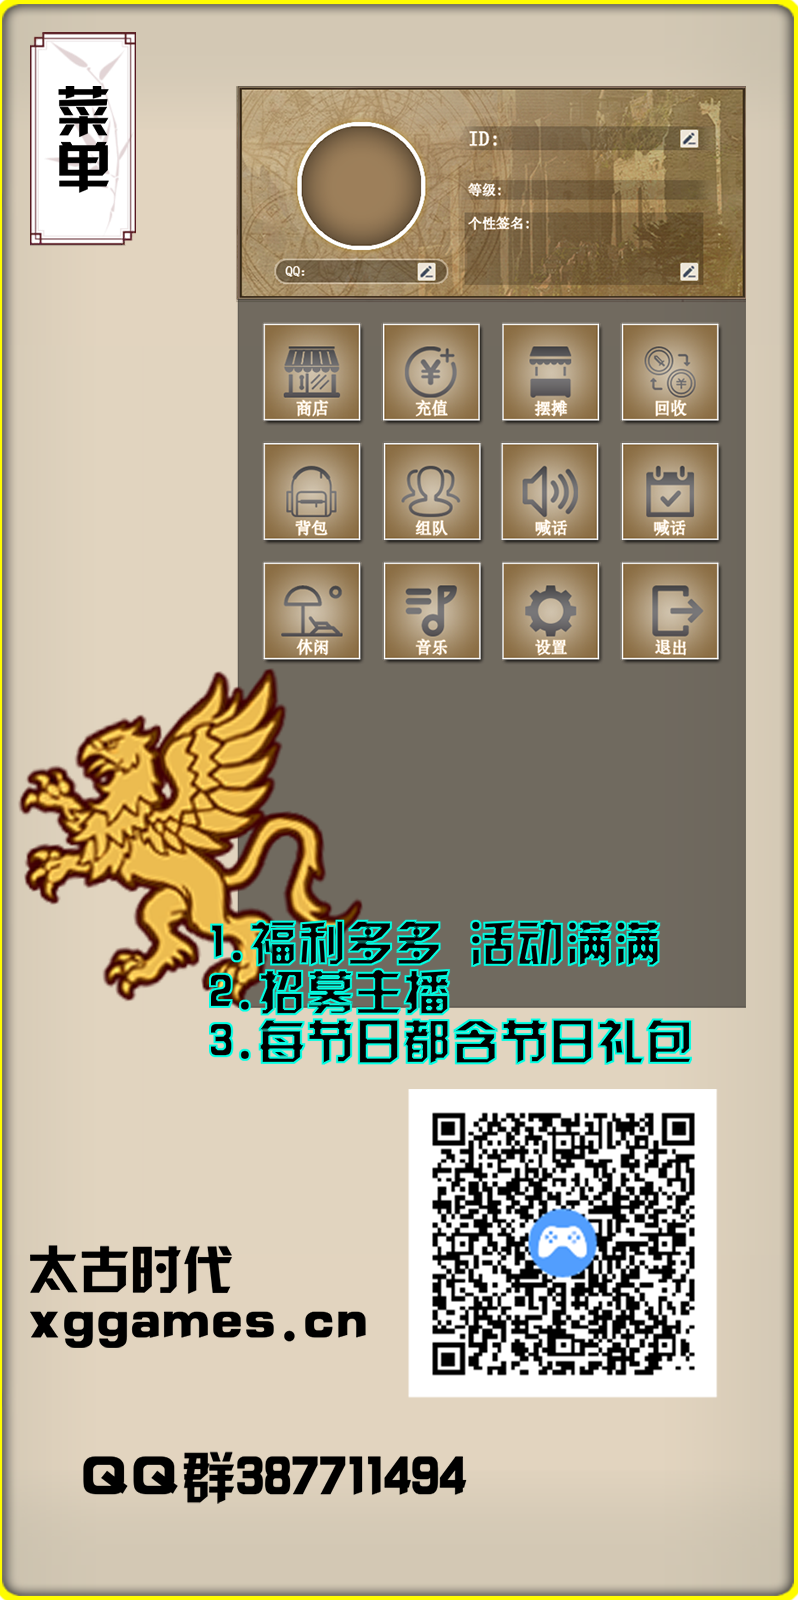 菜单
ID:
等级:
个性签名:
QQ:
商店 充值 摆摊 回收
背包 组队 喊话 喊话
休闲 音乐 设置 退出
1.福利多多 活动满满
2.招募主播
3.每节日都含节日礼包
太古时代
xggames.cn
QQ群387711494